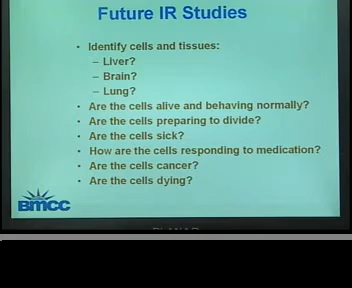 Future IR Studies
• Identify cells and tissues:
– Liver?
– Brain?
– Lung?
• Are the cells alive and behaving normally?
• Are the cells preparing to divide?
• Are the cells sick?
• How are the cells responding to medication?
• Are the cells cancer?
• Are the cells dying?
BMCC